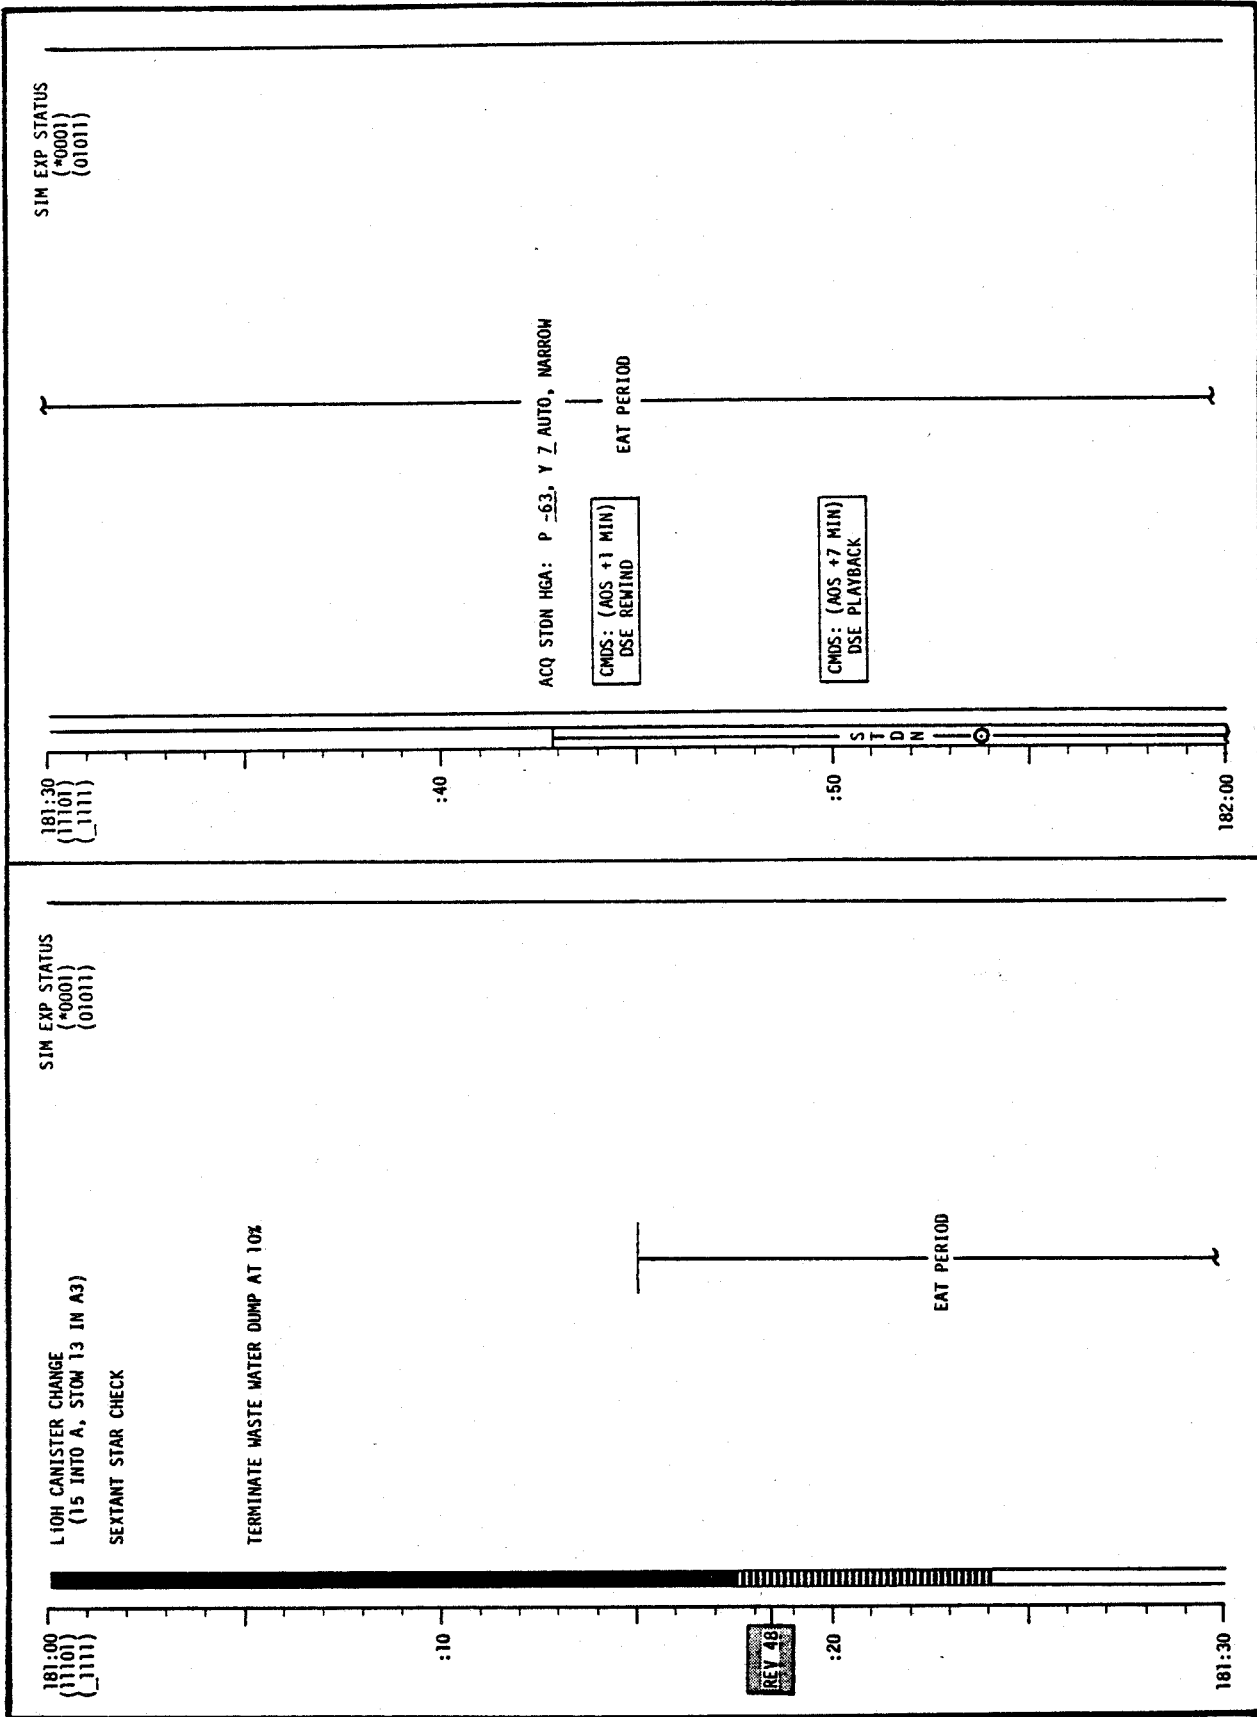 181:00
(11101)
(_1111)
LiOH CANISTER CHANGE
(15 INTO A, STOW 13 IN A3)
SEXTANT STAR CHECK
TERMINATE WASTE WATER DUMP AT 10%
SIM EXP STATUS
(*0001)
(01011)
:10
REV 48
:20
EAT PERIOD
181:30
181:30
(11101)
(_1111)
SIM EXP STATUS
(*0001)
(01011)
:40
ACQ STDN HGA: P -63, Y 7 AUTO, NARROW
CMDS: (AOS +1 MIN)
DSE REWIND
EAT PERIOD
:50
CMDS: (AOS +7 MIN)
DSE PLAYBACK
STDN
182:00